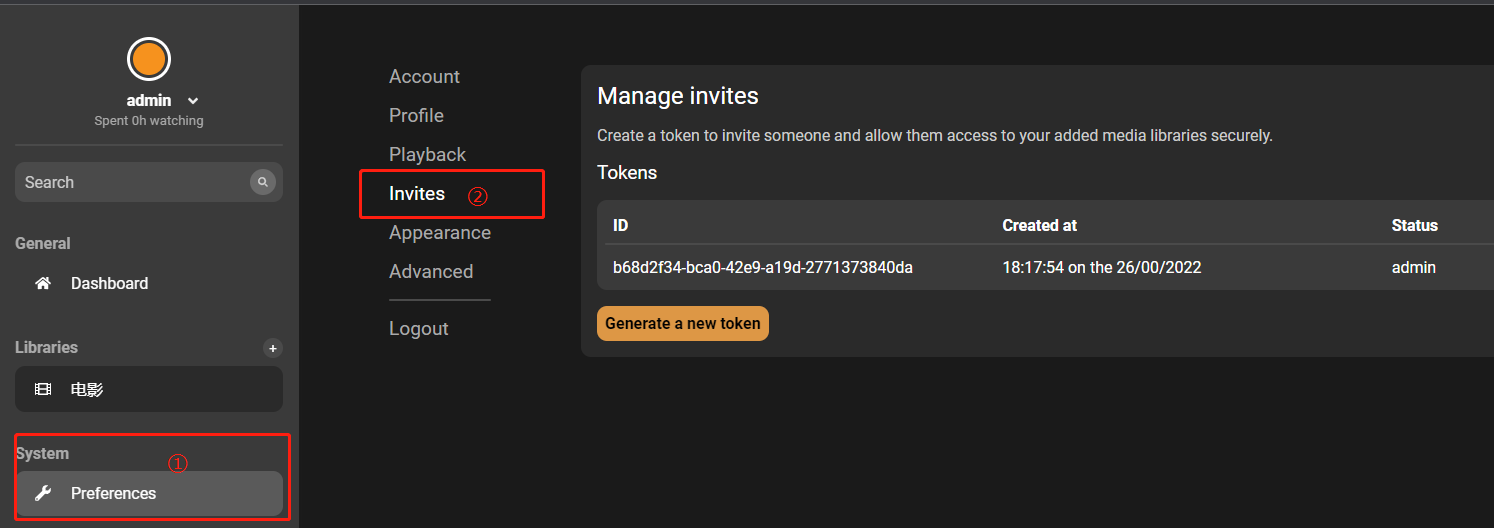 admin
Spent 0h watching
Search
General
Dashboard
Libraries
+
电影
System
①
Preferences
Account
Profile
Playback
Invites ②
Appearance
Advanced
Logout
Manage invites
Create a token to invite someone and allow them access to your added media libraries securely.
Tokens
ID Created at Status
b68d2f34-bca0-42e9-a19d-2771373840da 18:17:54 on the 26/00/2022 admin
Generate a new token